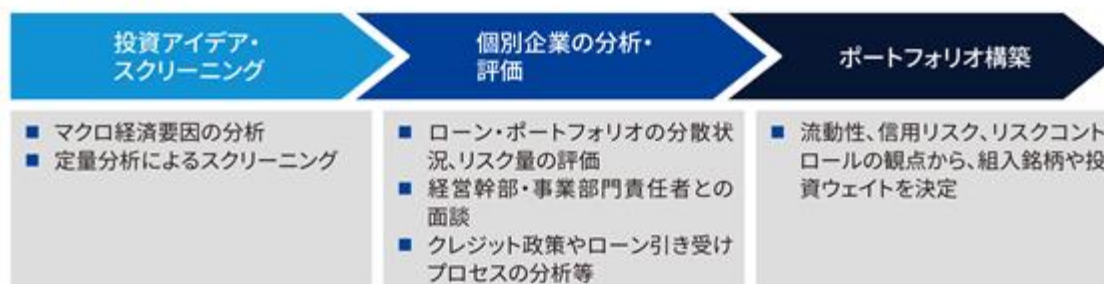 投資アイデア・
スクリーニング
個別企業の分析・
評価
ポートフォリオ構築
■ マクロ経済要因の分析
■ 定量分析によるスクリーニング
■ ローン・ポートフォリオの分散状
況、リスク量の評価
■ 経営幹部・事業部門責任者との
面談
■ クレジット政策やローン引き受け
プロセスの分析等
■ 流動性、信用リスク、リスクコント
ロールの観点から、組入銘柄や投
資ウェイトを決定